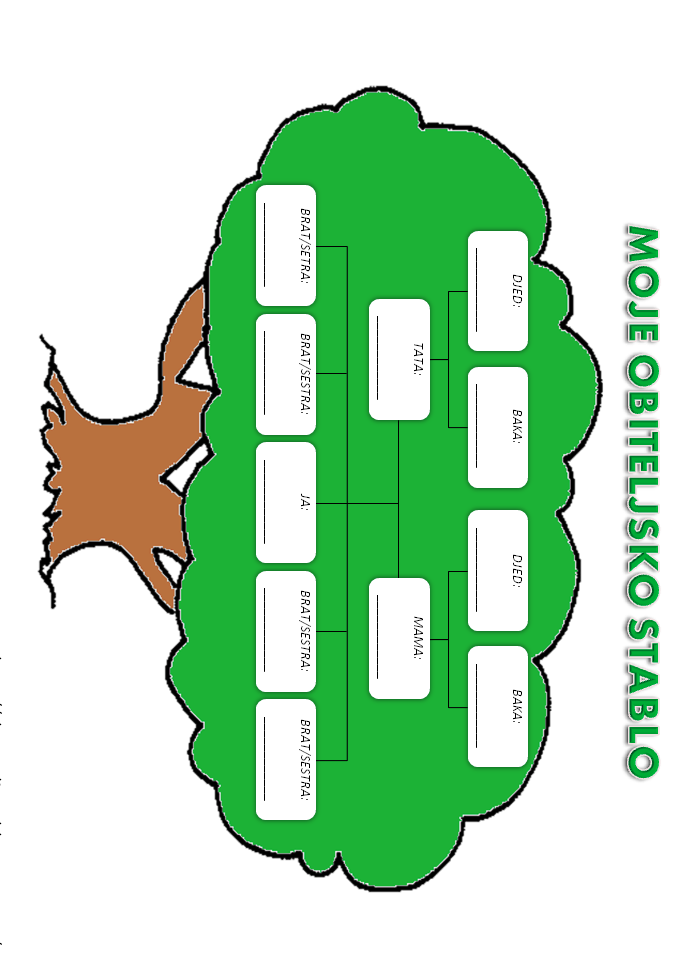 MOJE OBITELJSKO STABLO
DJED:
BAKA:
DJED:
BAKA:
TATA:
MAMA:
BRAT/SETRA:
BRAT/SESTRA:
JA:
BRAT/SESTRA:
BRAT/SESTRA: